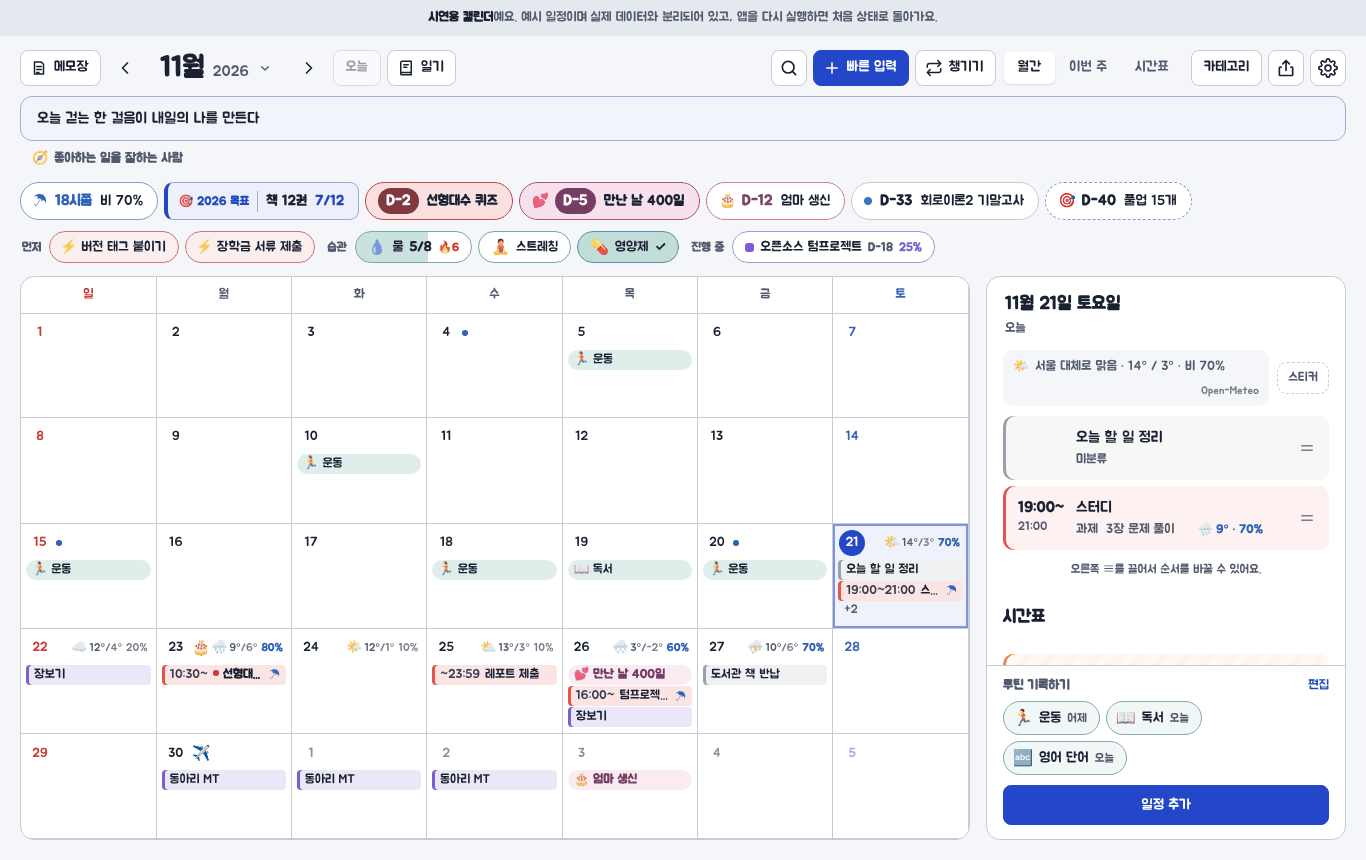 시연용 캘린더예요. 예시 일정이며 실제 데이터와 분리되어 있고, 앱을 다시 실행하면 처음 상태로 돌아가요.
메모장 11월 2026 오늘 일기 빠른 입력 챙기기 월간 이번 주 시간표 카테고리
오늘 걷는 한 걸음이 내일의 나를 만든다
좋아하는 일을 잘하는 사람
18시쯤 비 70% 2026 목표 책 12권 7/12 D-2 선형대수 퀴즈 D-5 만난 날 400일 D-12 엄마 생신 D-33 회로이론2 기말고사 D-40 풀업 15개
먼저 버전 태그 붙이기 장학금 서류 제출 습관 물 5/8 6 스트레칭 영양제 진행 중 오픈소스 텀프로젝트 D-18 25%
일 월 화 수 목 금 토
1 2 3 4 5 6 7
운동
8 9 10 11 12 13 14
운동
15 16 17 18 19 20 21 14°/3° 70%
운동 운동 독서 운동 오늘 할 일 정리
19:00~21:00 스…
+2
22 12°/4° 20% 23 9°/6° 80% 24 12°/1° 10% 25 13°/3° 10% 26 3°/-2° 60% 27 10°/6° 70% 28
장보기 10:30~ 선형대… ~23:59 레포트 제출 만난 날 400일 도서관 책 반납
16:00~ 텀프로젝…
장보기
29 30 1 2 3 4 5
동아리 MT 동아리 MT 동아리 MT 엄마 생신
11월 21일 토요일
오늘
서울 대체로 맑음 · 14° / 3° · 비 70%
Open-Meteo
스티커
오늘 할 일 정리
미분류
19:00~ 스터디
21:00 과제 3장 문제 풀이 9° · 70%
오른쪽 ≡를 끌어서 순서를 바꿀 수 있어요.
시간표
루틴 기록하기 편집
운동 어제 독서 오늘
abc 영어 단어 오늘
일정 추가